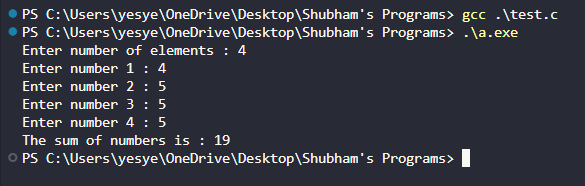 PS C:\Users\yesye\OneDrive\Desktop\Shubham's Programs> gcc .\test.c
PS C:\Users\yesye\OneDrive\Desktop\Shubham's Programs> .\a.exe
Enter number of elements : 4
Enter number 1 : 4
Enter number 2 : 5
Enter number 3 : 5
Enter number 4 : 5
The sum of numbers is : 19
PS C:\Users\yesye\OneDrive\Desktop\Shubham's Programs>